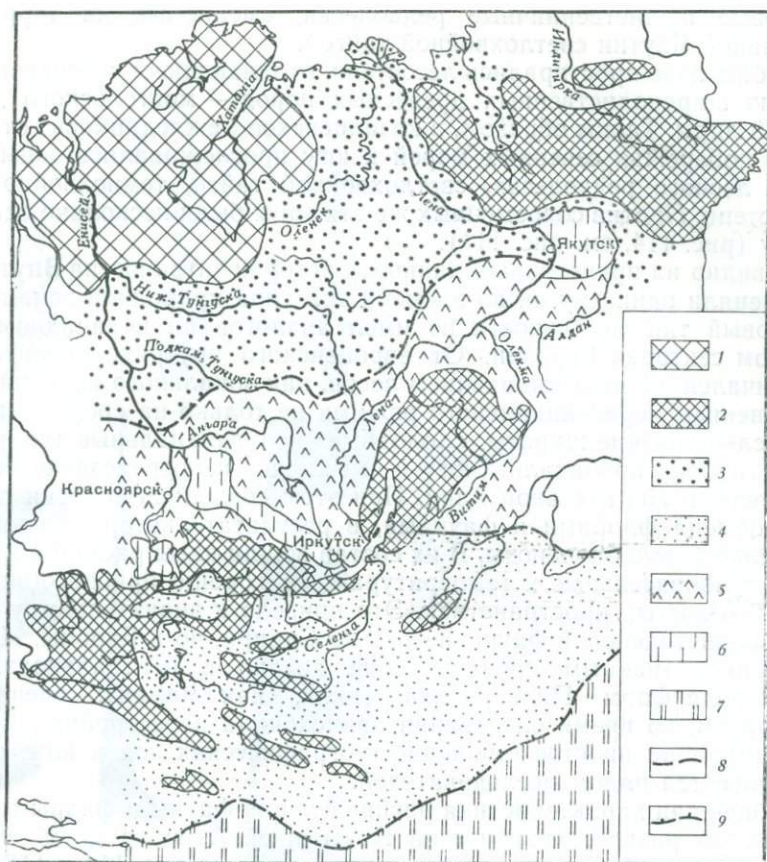 Хатанга
Индигирка
Енисей
Оленек
Лена
Якутск
Нижн. Тунгуска
Алдан
Подкам. Тунгуска
Олекма
Лена
Ангара
Витим
Красноярск
Иркутск
Селенга
1
2
3
4
5
6
7
8
9